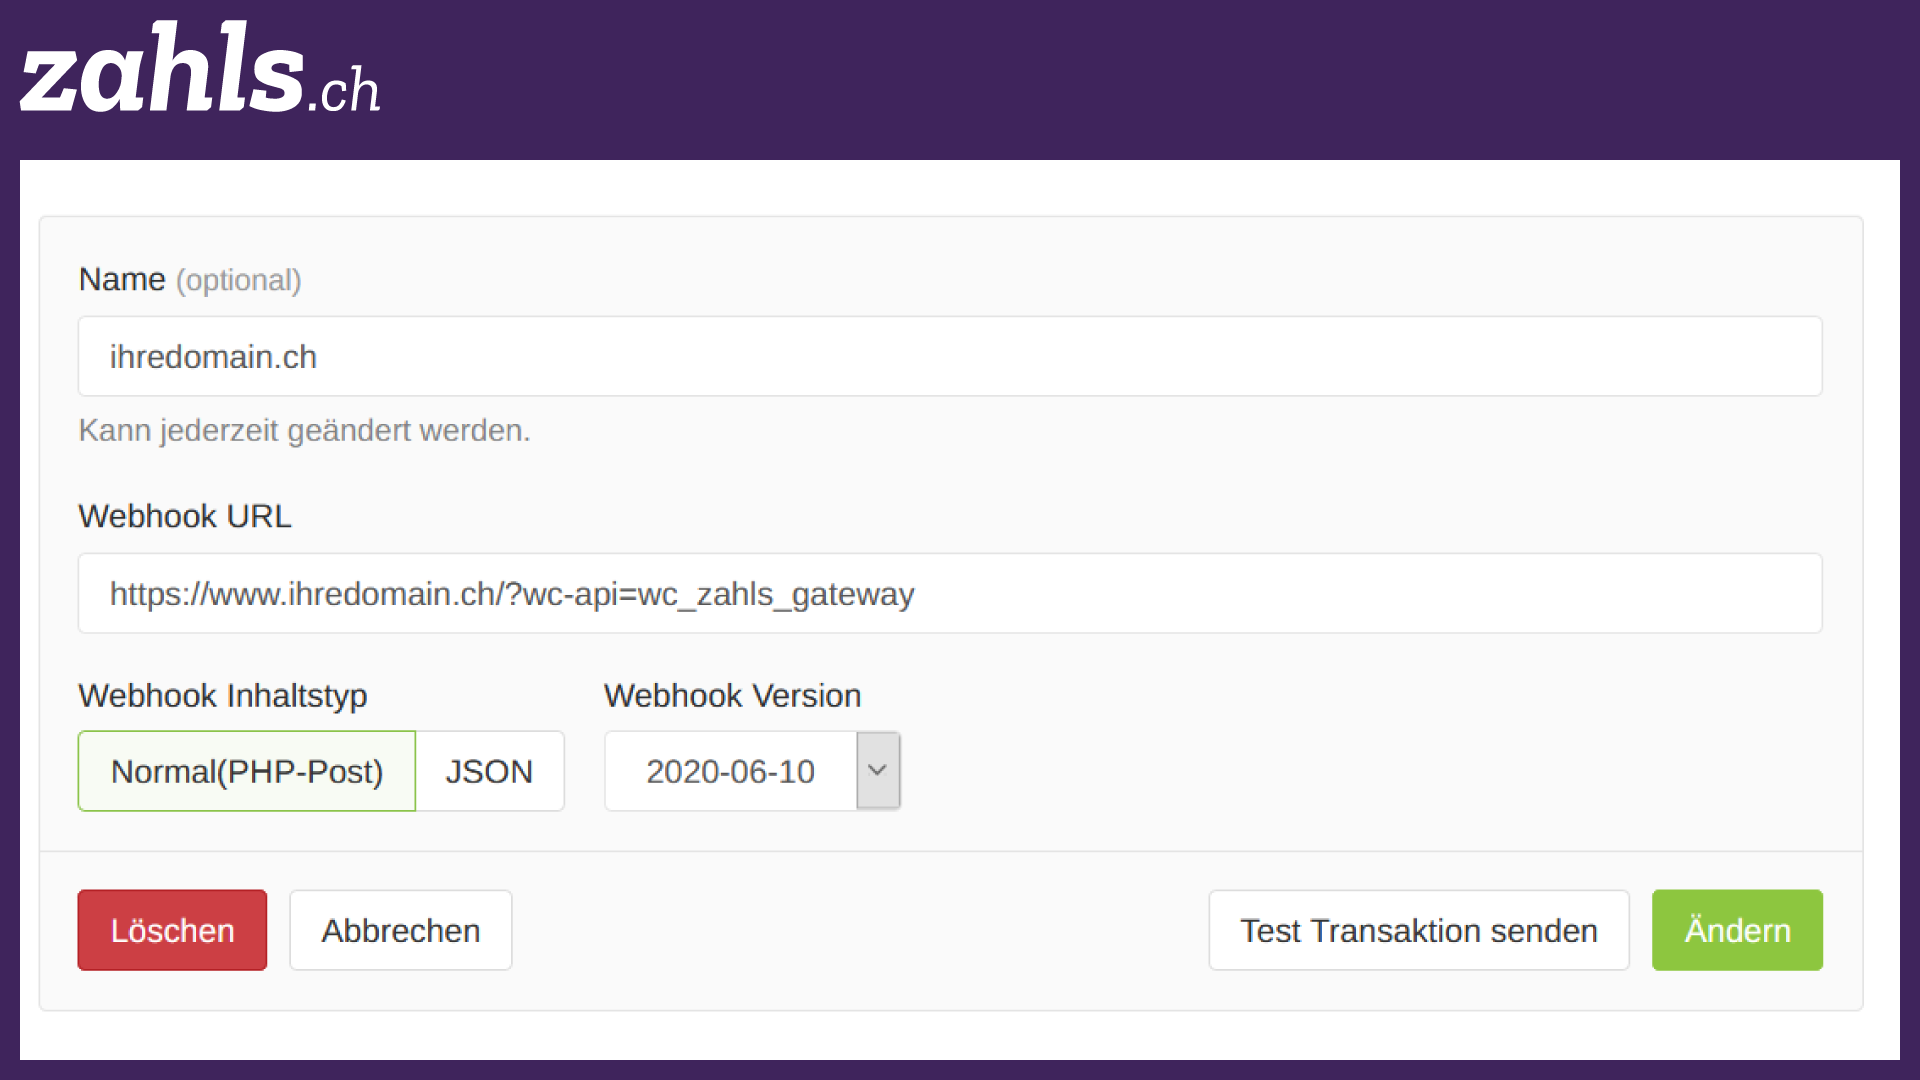 zahls.ch
Name (optional)
ihredomain.ch
Kann jederzeit geändert werden.
Webhook URL
https://www.ihredomain.ch/?wc-api=wc_zahls_gateway
Webhook Inhaltstyp Webhook Version
Normal(PHP-Post) JSON 2020-06-10
Löschen Abbrechen Test Transaktion senden Ändern